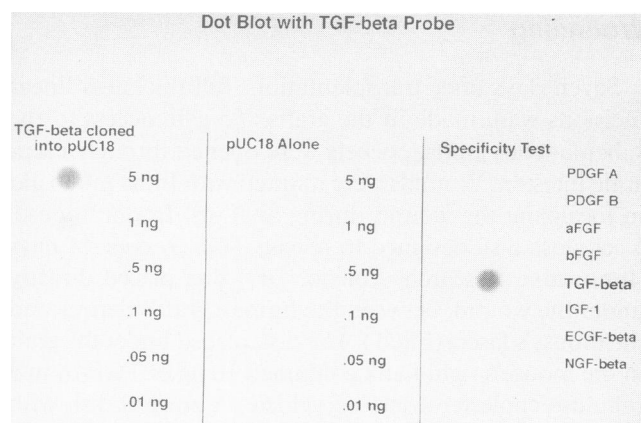 Dot Blot with TGF-beta Probe
TGF-beta cloned
into pUC18
5 ng
1 ng
.5 ng
.1 ng
.05 ng
.01 ng
pUC18 Alone
5 ng
1 ng
.5 ng
.1 ng
.05 ng
.01 ng
Specificity Test
PDGF A
PDGF B
aFGF
bFGF
TGF-beta
IGF-1
ECGF-beta
NGF-beta